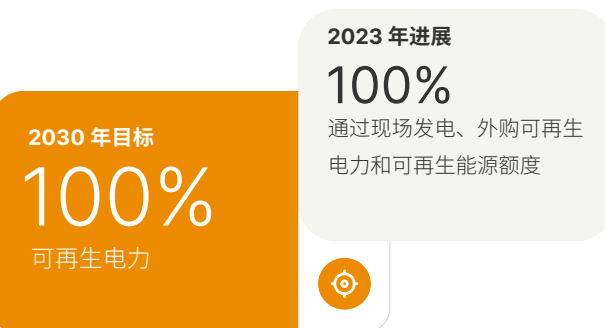 2030 年目标
100%
可再生电力
2023 年进展
100%
通过现场发电、外购可再生
电力和可再生能源额度